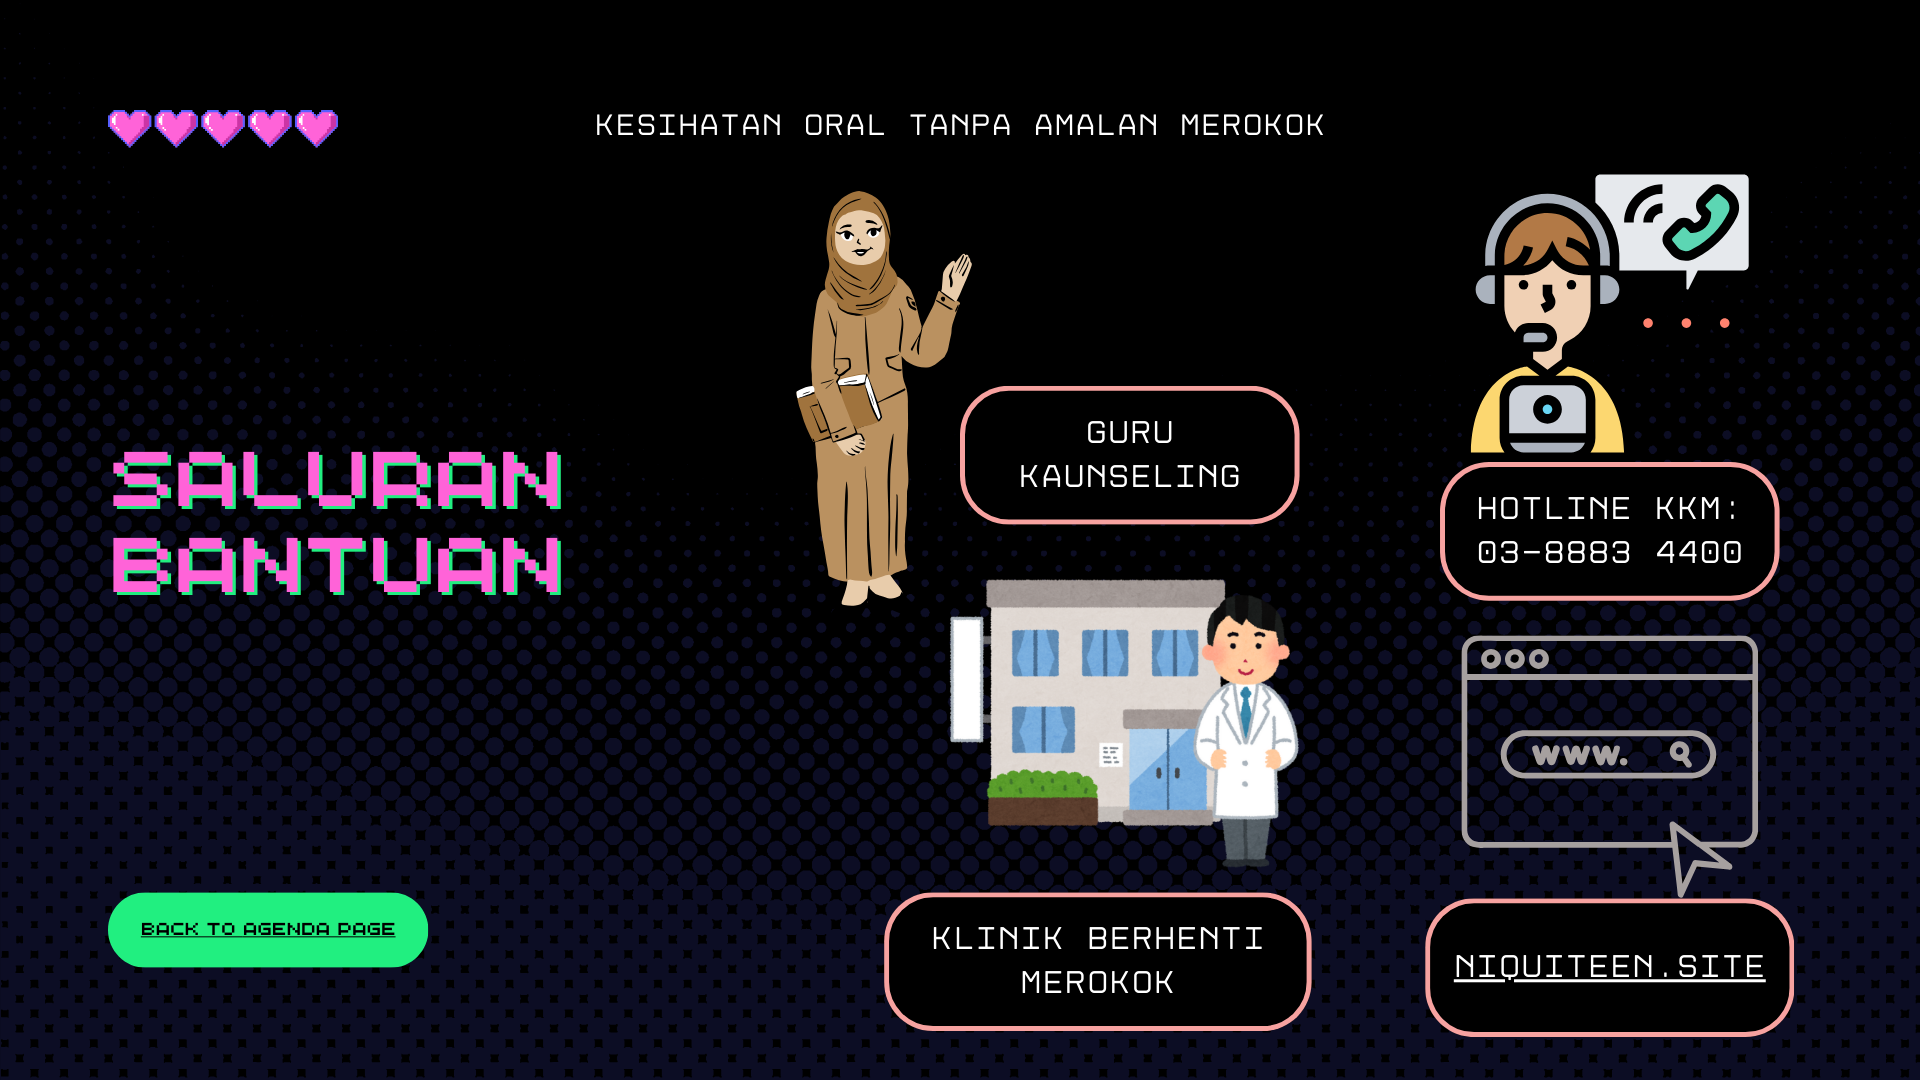 KESIHATAN ORAL TANPA AMALAN MEROKOK
SALURAN
BANTUAN
GURU
KAUNSELING
HOTLINE KKM:
03-8883 4400
www.
KLINIK BERHENTI
MEROKOK
NIQUITEEN.SITE
BACK TO AGENDA PAGE